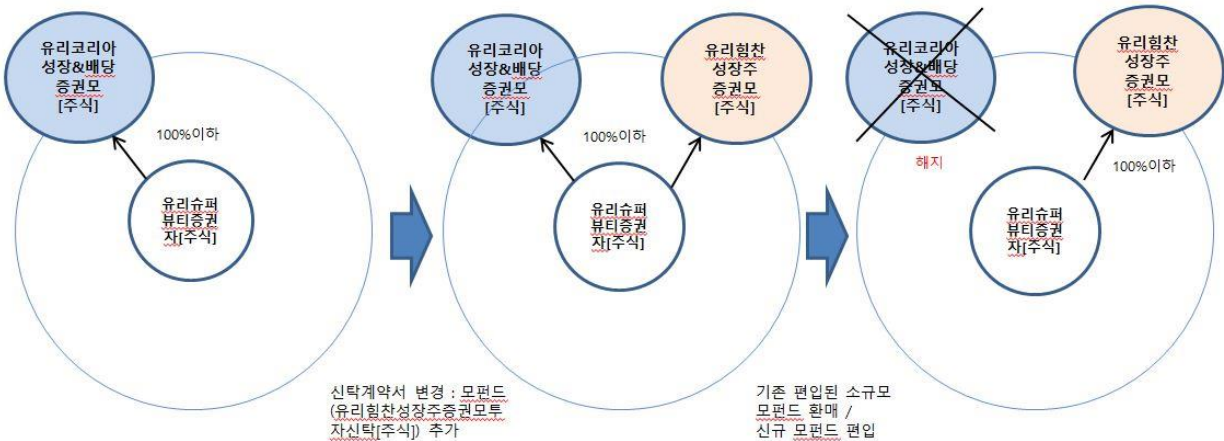 유리코리아
성장&배당
증권모
[주식]
100%이하
유리슈퍼
뷰티증권
자[주식]
유리코리아
성장&배당
증권모
[주식]
유리힘찬
성장주
증권모
[주식]
100%이하
유리슈퍼
뷰티증권
자[주식]
유리코리아
성장&배당
증권모
[주식]
해지
유리힘찬
성장주
증권모
[주식]
100%이하
유리슈퍼
뷰티증권
자[주식]
신탁계약서 변경 : 모펀드
(유리힘찬성장주증권모투
자신탁[주식]) 추가
기존 편입된 소규모
모펀드 환매 /
신규 모펀드 편입